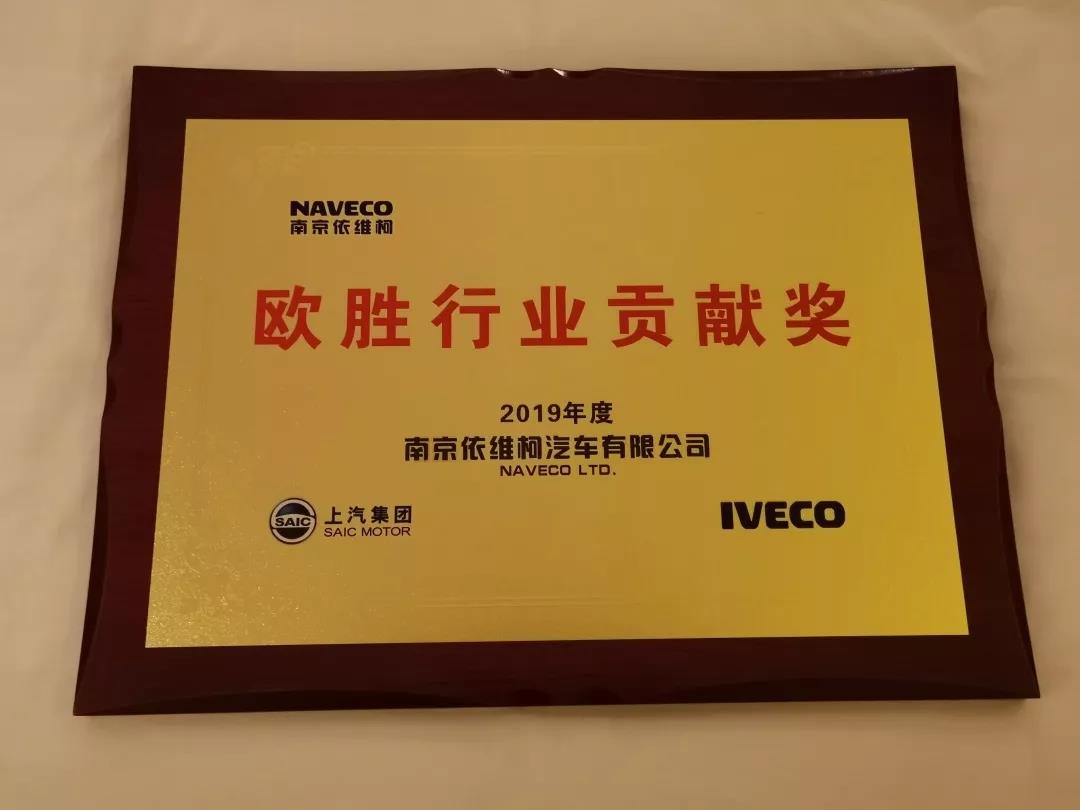 NAVECO
南京依维柯
欧胜行业贡献奖
2019年度
南京依维柯汽车有限公司
NAVECO LTD.
SAIC 上汽集团
SAIC MOTOR
IVECO